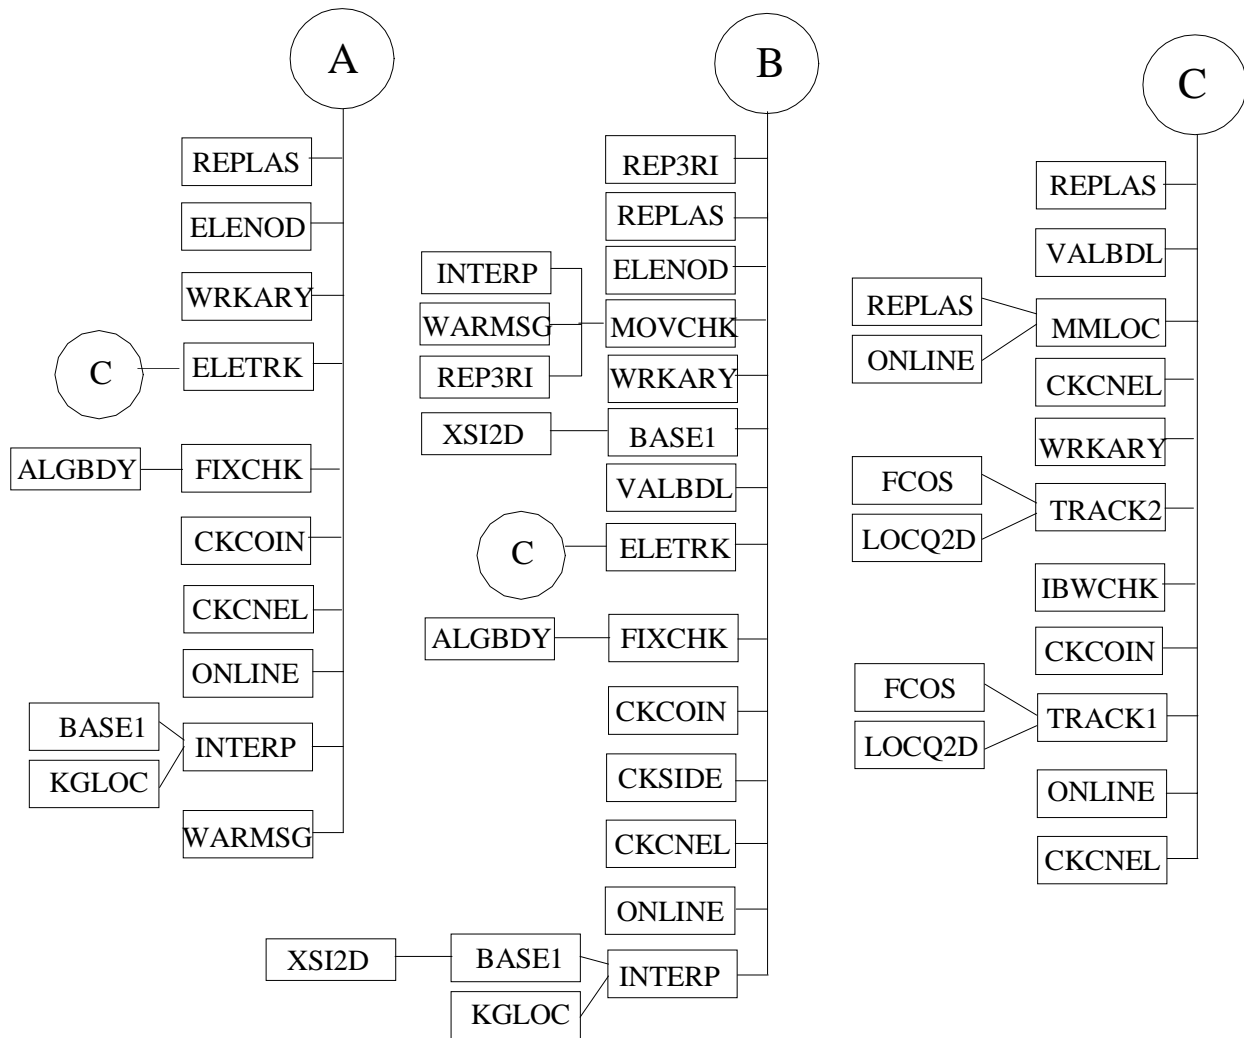 A
REPLAS
ELENOD
WRKARY
C
ELETRK
ALGBDY
FIXCHK
CKCOIN
CKCNEL
ONLINE
BASE1
KGLOC
INTERP
WARMSG
B
REP3RI
REPLAS
ELENOD
INTERP
WARMSG
REP3RI
MOVCHK
WRKARY
XSI2D
BASE1
VALBDL
C
ELETRK
ALGBDY
FIXCHK
CKCOIN
CKSIDE
CKCNEL
ONLINE
XSI2D
BASE1
KGLOC
INTERP
C
REPLAS
VALBDL
REPLAS
ONLINE
MMLOC
CKCNEL
WRKARY
FCOS
LOCQ2D
TRACK2
IBWCHK
CKCOIN
FCOS
LOCQ2D
TRACK1
ONLINE
CKCNEL